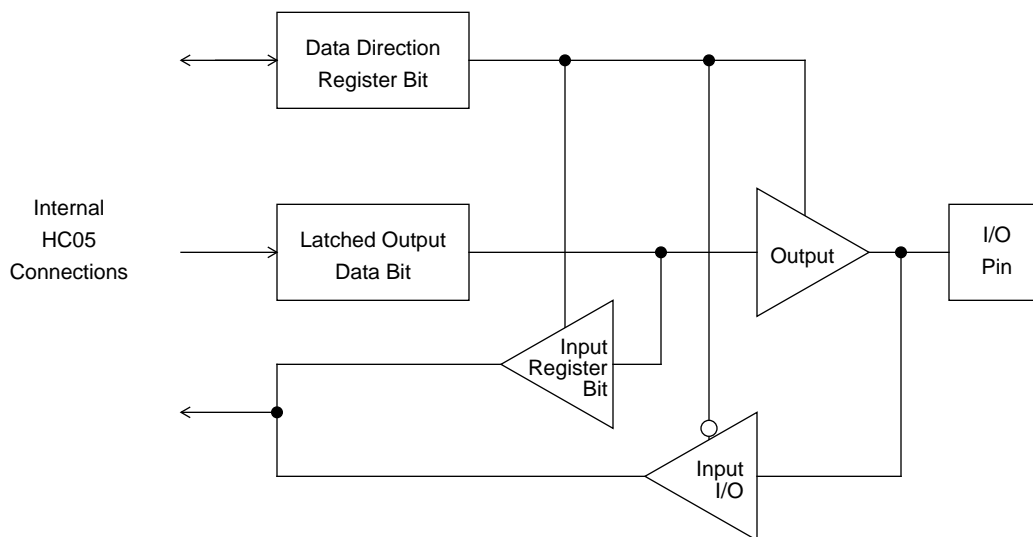 Data Direction
Register Bit
Internal
HC05
Connections
Latched Output
Data Bit
Output
I/O
Pin
Input
Register
Bit
Input
I/O